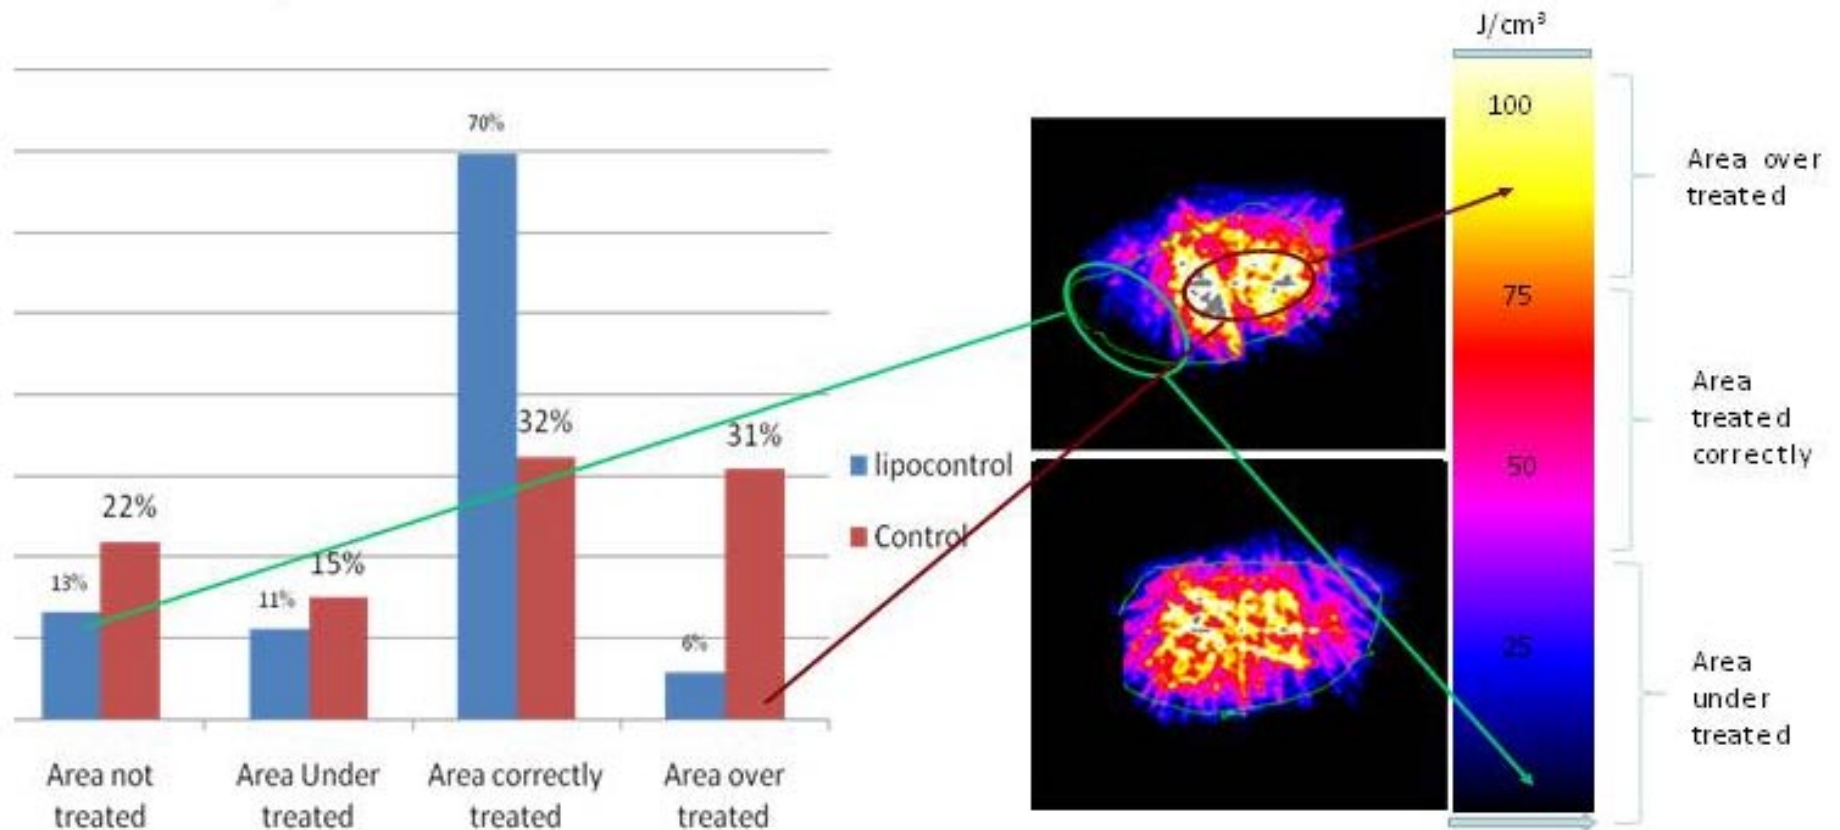 70%
32%
31%
22%
15%
13%
11%
6%
lipocontrol
Control
Area not
treated
Area Under
treated
Area correctly
treated
Area over
treated
J/cm³
100
75
50
25
Area over
treated
Area
treated
correctly
Area
under
treated